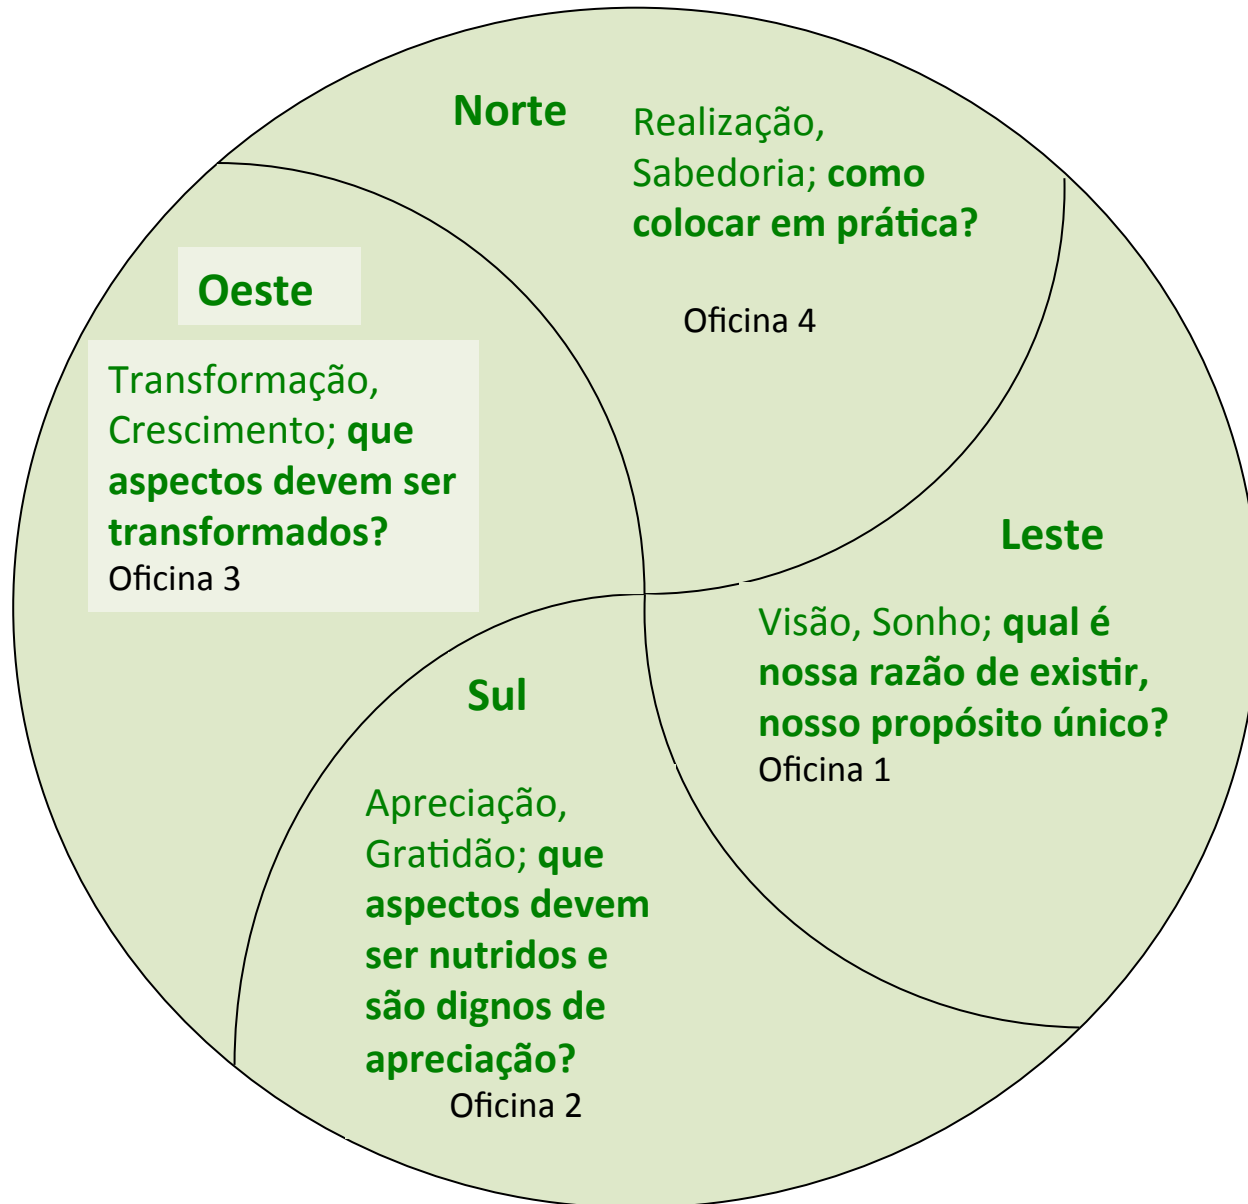 Norte
Realização,
Sabedoria; como
colocar em prática?
Oficina 4
Oeste
Transformação,
Crescimento; que
aspectos devem ser
transformados?
Oficina 3
Leste
Visão, Sonho; qual é
nossa razão de existir,
nosso propósito único?
Oficina 1
Sul
Apreciação,
Gratidão; que
aspectos devem
ser nutridos e
são dignos de
apreciação?
Oficina 2